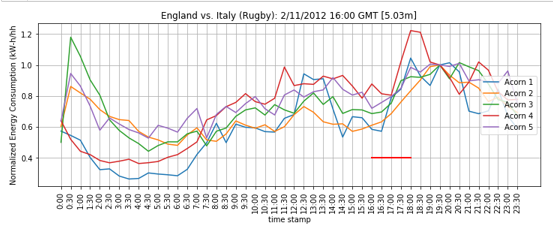 England vs. Italy (Rugby): 2/11/2012 16:00 GMT [5.03m]
Normalized Energy Consumption (kW-h/hh
1.2
1.0
0.8
0.6
0.4
Acorn 1
Acorn 2
Acorn 3
Acorn 4
Acorn 5
0:00 0:30 1:00 1:30 2:00 2:30 3:00 3:30 4:00 4:30 5:00 5:30 6:00 6:30 7:00 7:30 8:00 8:30 9:00 9:30 10:00 10:30 11:00 11:30 12:00 12:30 13:00 13:30 14:00 14:30 15:00 15:30 16:00 16:30 17:00 17:30 18:00 18:30 19:00 19:30 20:00 20:30 21:00 21:30 22:00 22:30 23:00 23:30
time stamp